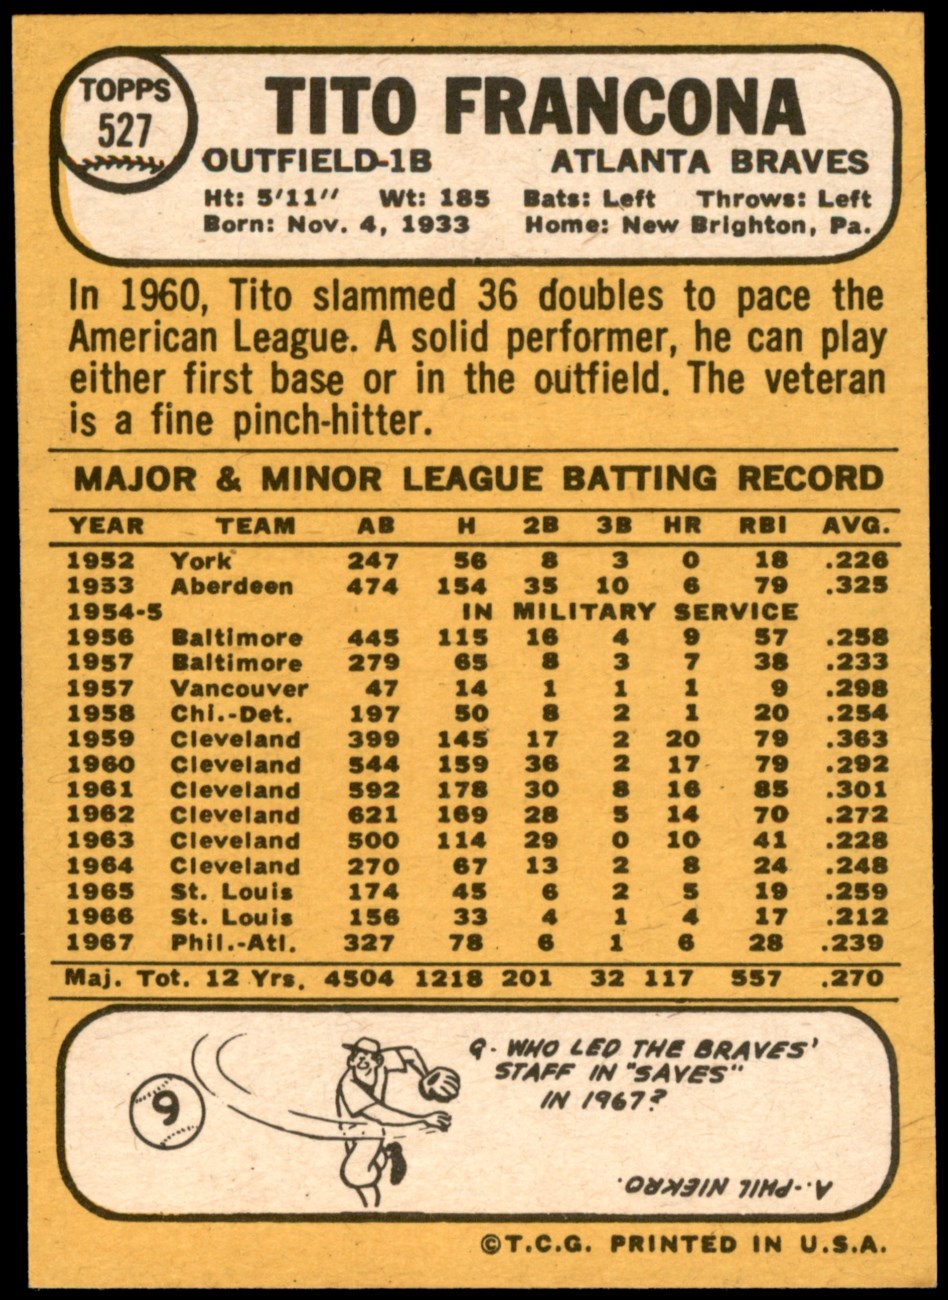 TOPPS
527
TITO FRANCONA
OUTFIELD-1B ATLANTA BRAVES
Ht: 5'11" Wt: 185 Bats: Left Throws: Left
Born: Nov. 4, 1933 Home: New Brighton, Pa.
In 1960, Tito slammed 36 doubles to pace the
American League. A solid performer, he can play
either first base or in the outfield. The veteran
is a fine pinch-hitter.
MAJOR & MINOR LEAGUE BATTING RECORD
YEAR TEAM AB H 2B 3B HR RBI AVG.
1952 York 247 56 8 3 0 18 .226
1953 Aberdeen 474 154 35 10 6 79 .325
1954-5 IN MILITARY SERVICE
1956 Baltimore 445 115 16 4 9 57 .258
1957 Baltimore 279 65 8 3 7 38 .233
1957 Vancouver 47 14 1 1 1 9 .298
1958 Chi.-Det. 197 50 8 2 1 20 .254
1959 Cleveland 399 145 17 2 20 79 .363
1960 Cleveland 544 159 36 2 17 79 .292
1961 Cleveland 592 178 30 8 16 85 .301
1962 Cleveland 621 169 28 5 14 70 .272
1963 Cleveland 500 114 29 0 10 41 .228
1964 Cleveland 270 67 13 2 8 24 .248
1965 St. Louis 174 45 6 2 5 19 .259
1966 St. Louis 156 33 4 1 4 17 .212
1967 Phil.-Atl. 327 78 6 1 6 28 .239
Maj. Tot. 12 Yrs. 4504 1218 201 32 117 557 .270
Q- WHO LED THE BRAVES'
STAFF IN "SAVES"
IN 1967?
9
A.-PHIL NIEKRO.
©T.C.G. PRINTED IN U.S.A.